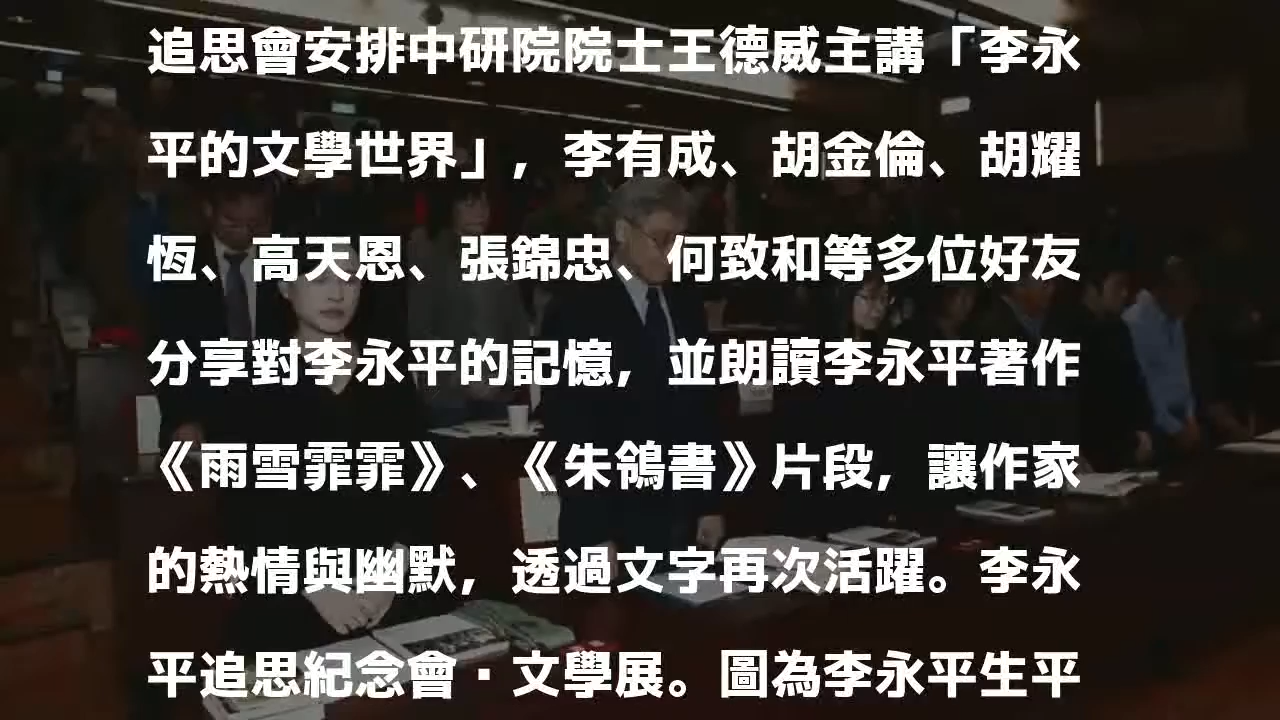 追思會安排中研院院士王德威主講「李永
平的文學世界」，李有成、胡金倫、胡耀
恆、高天恩、張錦忠、何致和等多位好友
分享對李永平的記憶，並朗讀李永平著作
《雨雪霏霏》、《朱鴒書》片段，讓作家
的熱情與幽默，透過文字再次活躍。李永
平追思紀念會．文學展。圖為李永平生平